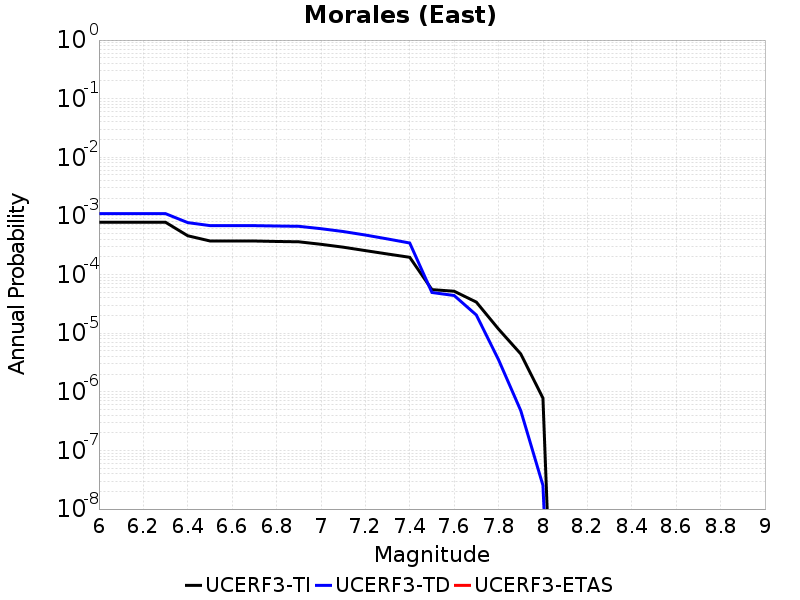 Morales (East)
Annual Probability
10^0
10^-1
10^-2
10^-3
10^-4
10^-5
10^-6
10^-7
10^-8
6 6.2 6.4 6.6 6.8 7 7.2 7.4 7.6 7.8 8 8.2 8.4 8.6 8.8 9
Magnitude
UCERF3-TI UCERF3-TD UCERF3-ETAS